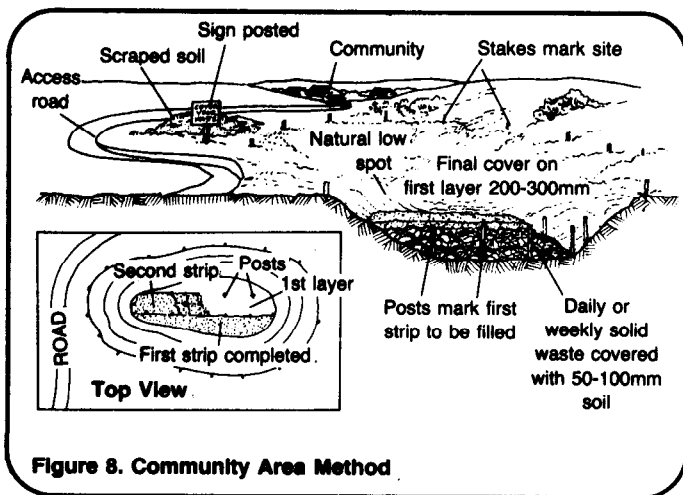 Sign posted
Scraped soil
Community
Stakes mark site
Access
road
Natural low
spot
Final cover on
first layer 200-300mm
Posts mark first
strip to be filled
Daily or
weekly solid
waste covered
with 50-100mm
soil
Second strip
Posts
1st layer
First strip completed
ROAD
Top View
Figure 8. Community Area Method